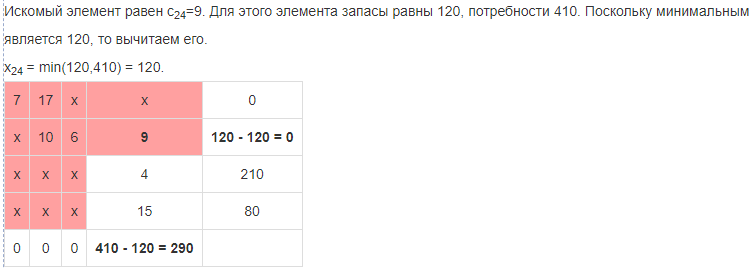 Искомый элемент равен c24=9. Для этого элемента запасы равны 120, потребности 410. Поскольку минимальным
является 120, то вычитаем его.
x24 = min(120,410) = 120.
7 17 x x 0
x 10 6 9 120 - 120 = 0
x x x 4 210
x x x 15 80
0 0 0 410 - 120 = 290